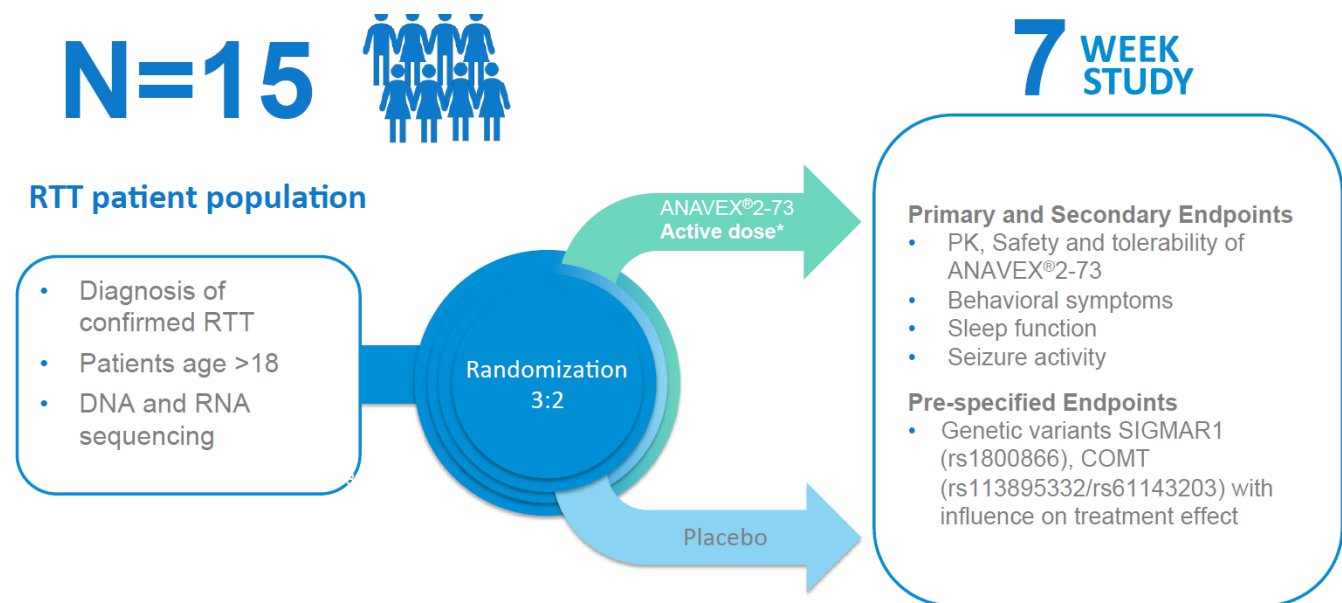 N=15
RTT patient population
• Diagnosis of
confirmed RTT
• Patients age >18
• DNA and RNA
sequencing
Randomization
3:2
ANAVEX®2-73
Active dose*
Placebo
7 WEEK
STUDY
Primary and Secondary Endpoints
• PK, Safety and tolerability of
ANAVEX®2-73
• Behavioral symptoms
• Sleep function
• Seizure activity
Pre-specified Endpoints
• Genetic variants SIGMAR1
(rs1800866), COMT
(rs113895332/rs61143203) with
influence on treatment effect